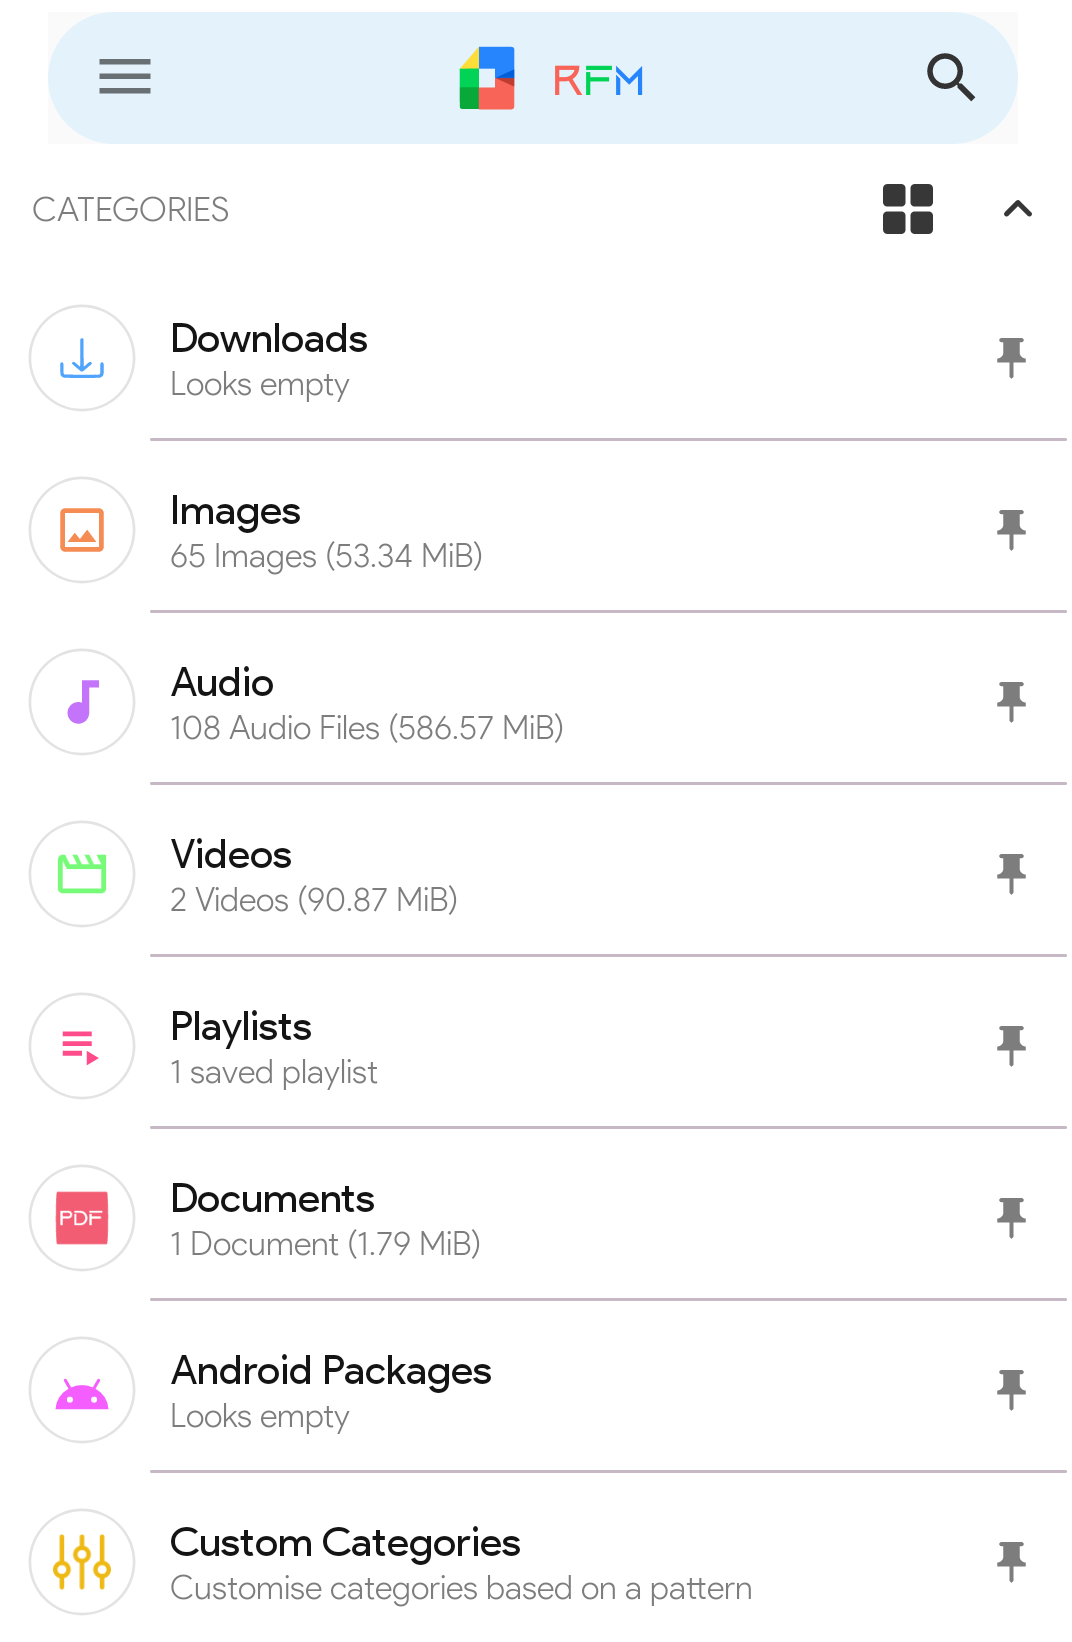 RFM
CATEGORIES
Downloads
Looks empty
Images
65 Images (53.34 MiB)
Audio
108 Audio Files (586.57 MiB)
Videos
2 Videos (90.87 MiB)
Playlists
1 saved playlist
PDF
Documents
1 Document (1.79 MiB)
Android Packages
Looks empty
Custom Categories
Customise categories based on a pattern